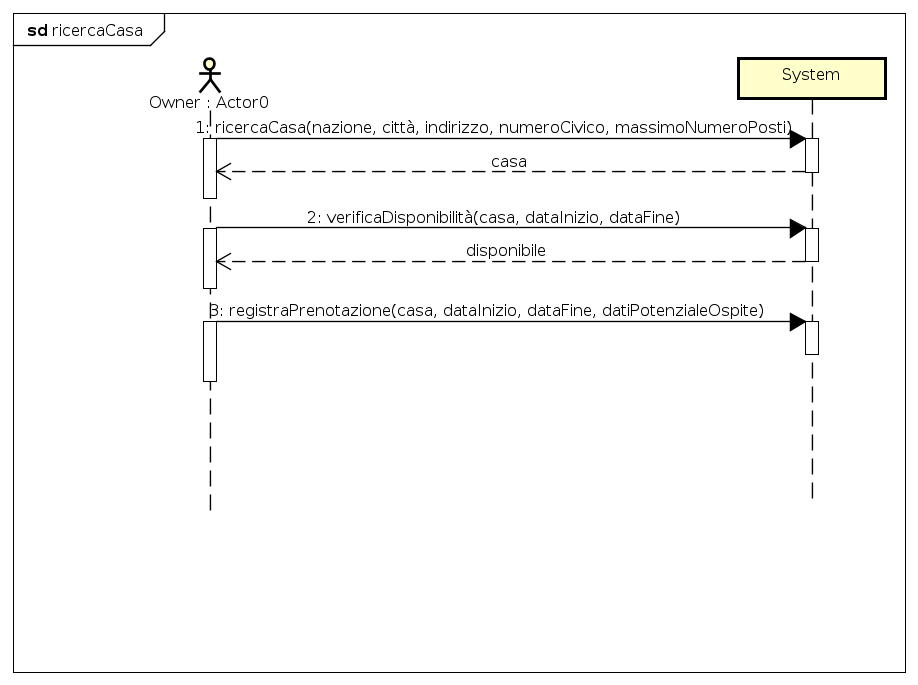 sd ricercaCasa
Owner : Actor0
System
1: ricercaCasa(nazione, città, indirizzo, numeroCivico, massimoNumeroPosti)
casa
2: verificaDisponibilità(casa, dataInizio, dataFine)
disponibile
3: registraPrenotazione(casa, dataInizio, dataFine, datiPotenzialeOspite)